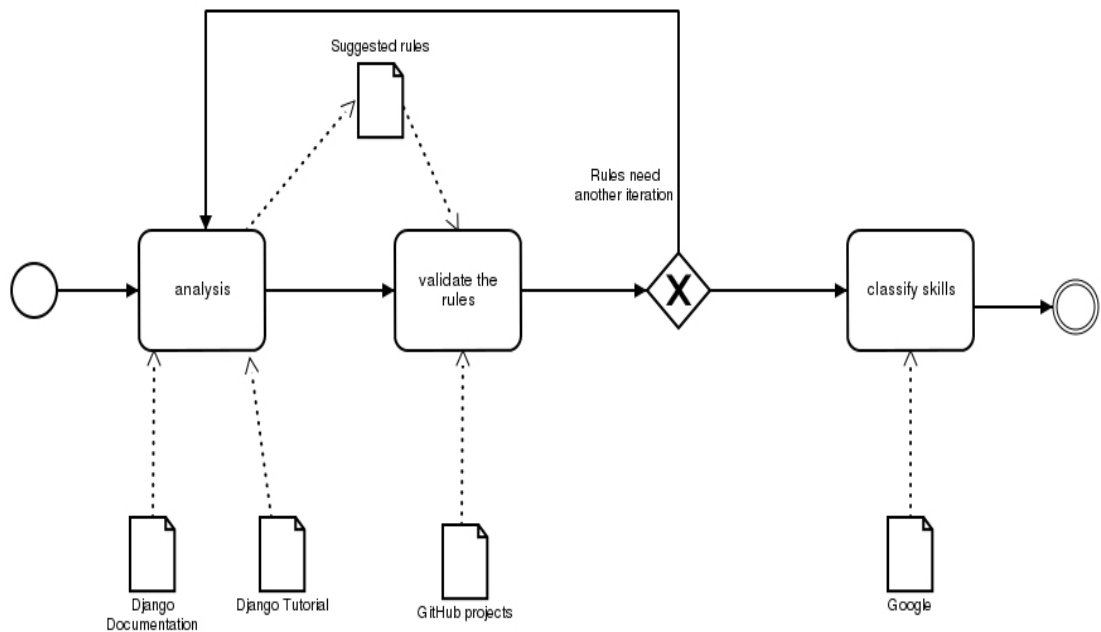 Suggested rules
Rules need
another iteration
analysis
validate the
rules
X
classify skills
Django
Documentation
Django Tutorial
GitHub projects
Google